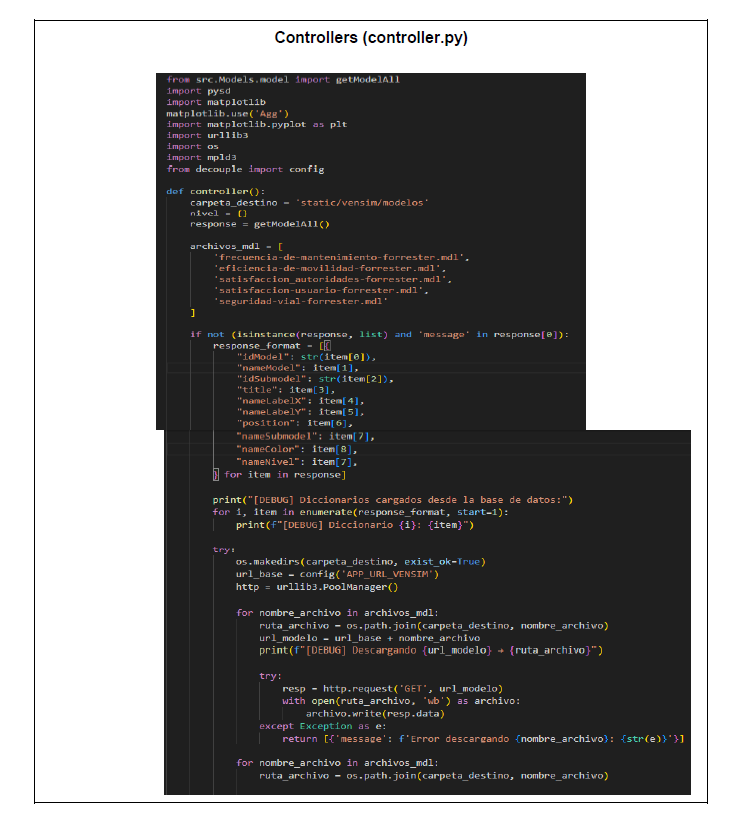 Controllers (controller.py)
from src.Models.model import getModelAll
import pysd
import matplotlib
matplotlib.use('Agg')
import matplotlib.pyplot as plt
import urllib3
import os
import mpld3
from decouple import config
def controller():
    carpeta_destino = 'static/vensim/modelos'
    nivel = {}
    response = getModelAll()
    archivos_mdl = [
        'frecuencia-de-mantenimiento-forrester.mdl',
        'eficiencia-de-movilidad-forrester.mdl',
        'satisfaccion_autoridades-forrester.mdl',
        'satisfaccion-usuario-forrester.mdl',
        'seguridad-vial-forrester.mdl'
    ]
    if not (isinstance(response, list) and 'message' in response[0]):
        response_format = [{
            "idModel": str(item[0]),
            "nameModel": item[1],
            "idSubmodel": str(item[2]),
            "title": item[3],
            "nameLabelX": item[4],
            "nameLabelY": item[5],
            "position": item[6],
            "nameSubmodel": item[7],
            "nameColor": item[8],
            "nameNivel": item[7],
        } for item in response]
        print("[DEBUG] Diccionarios cargados desde la base de datos:")
        for i, item in enumerate(response_format, start=1):
            print(f"[DEBUG] Diccionario {i}: {item}")
        try:
            os.makedirs(carpeta_destino, exist_ok=True)
            url_base = config('APP_URL_VENSIM')
            http = urllib3.PoolManager()
            for nombre_archivo in archivos_mdl:
                ruta_archivo = os.path.join(carpeta_destino, nombre_archivo)
                url_modelo = url_base + nombre_archivo
                print(f"[DEBUG] Descargando {url_modelo} → {ruta_archivo}")
                try:
                    resp = http.request('GET', url_modelo)
                    with open(ruta_archivo, 'wb') as archivo:
                        archivo.write(resp.data)
                except Exception as e:
                    return [{'message': f'Error descargando {nombre_archivo}: {str(e)}'}]
            for nombre_archivo in archivos_mdl:
                ruta_archivo = os.path.join(carpeta_destino, nombre_archivo)